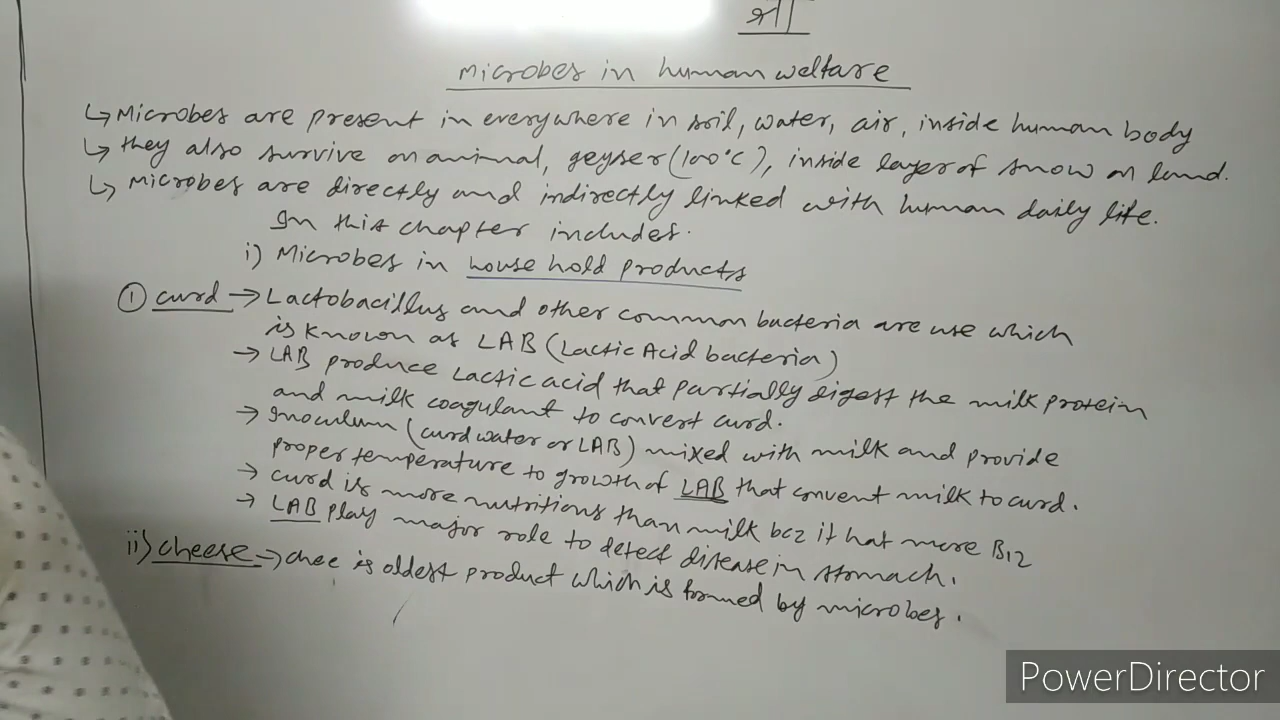 श्री
Microbes in human welfare
↳ Microbes are present in everywhere in soil, water, air, inside human body
↳ they also survive on animal, geyser (100°C), inside layer of snow on land.
↳ Microbes are directly and indirectly linked with human daily life.
In this chapter includes.
i) Microbes in house hold products
① curd → Lactobacillus and other common bacteria are use which
is known as LAB (Lactic Acid bacteria)
→ LAB produce Lactic acid that partially digest the milk protein
and milk coagulant to convert curd.
→ Inoculum (curd water or LAB) mixed with milk and provide
proper temperature to growth of LAB that convent milk to curd.
→ curd is more nutritions than milk bcz it hat more B12
→ LAB play major role to detect disease in stomach.
ii) cheese → chee is oldest product which is formed by microbes.
PowerDirector